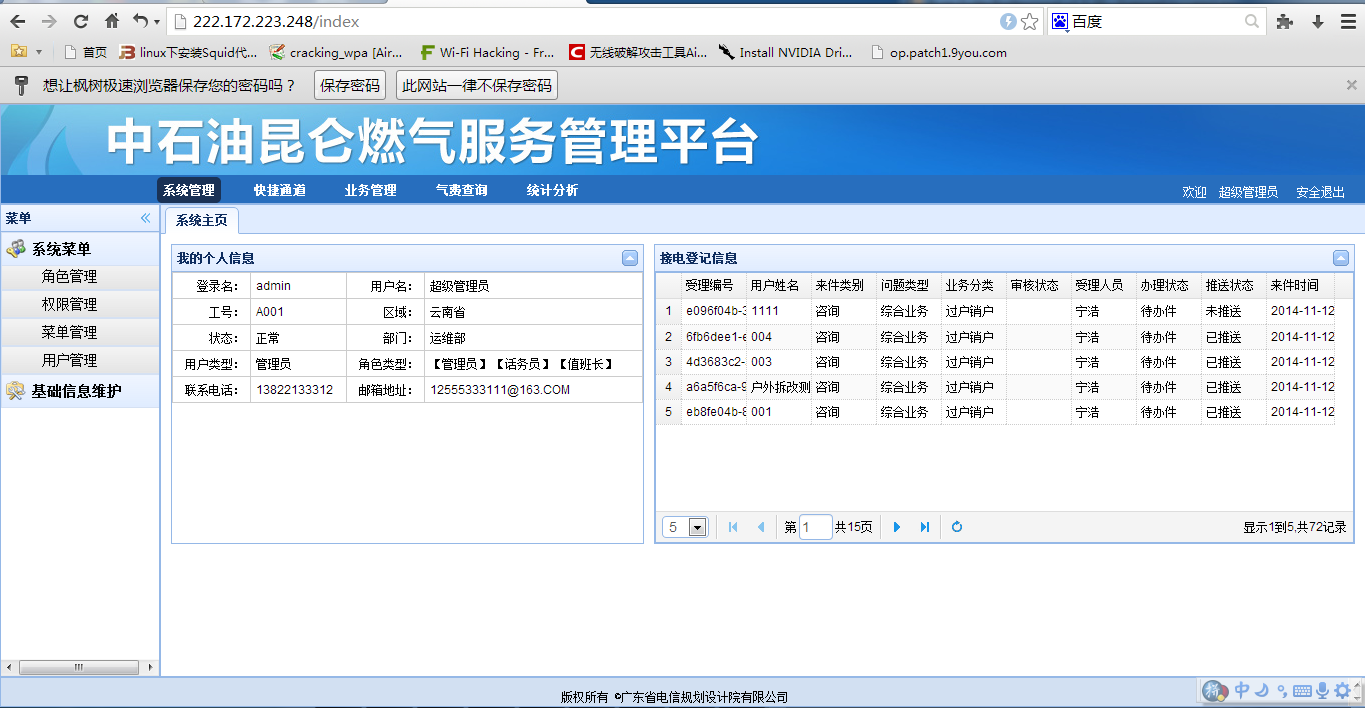 222.172.223.248/index
百度
首页 linux下安装Squid代... cracking_wpa [Air... Wi-Fi Hacking - Fr... 无线破解攻击工具Ai... Install NVIDIA Dri... op.patch1.9you.com
想让枫树极速浏览器保存您的密码吗？ 保存密码 此网站一律不保存密码
中石油昆仑燃气服务管理平台
系统管理 快捷通道 业务管理 气费查询 统计分析
欢迎 超级管理员 安全退出
菜单
系统菜单
角色管理
权限管理
菜单管理
用户管理
基础信息维护
系统主页
我的个人信息
登录名： admin 用户名： 超级管理员
工号： A001 区域： 云南省
状态： 正常 部门： 运维部
用户类型： 管理员 角色类型： 【管理员】【话务员】【值班长】
联系电话： 13822133312 邮箱地址： 12555333111@163.COM
接电登记信息
受理编号 用户姓名 来件类别 问题类型 业务分类 审核状态 受理人员 办理状态 推送状态 来件时间
1 e096f04b-3 1111 咨询 综合业务 过户销户 宁浩 待办件 未推送 2014-11-12
2 6fb6dee1-e 004 咨询 综合业务 过户销户 宁浩 待办件 已推送 2014-11-12
3 4d3683c2- 003 咨询 综合业务 过户销户 宁浩 待办件 已推送 2014-11-12
4 a6a5f6ca-9 户外拆改测 咨询 综合业务 过户销户 宁浩 待办件 已推送 2014-11-12
5 eb8fe04b-8 001 咨询 综合业务 过户销户 宁浩 待办件 已推送 2014-11-12
5 第 1 共15页 显示1到5,共72记录
版权所有 ©广东省电信规划设计院有限公司
拼 中